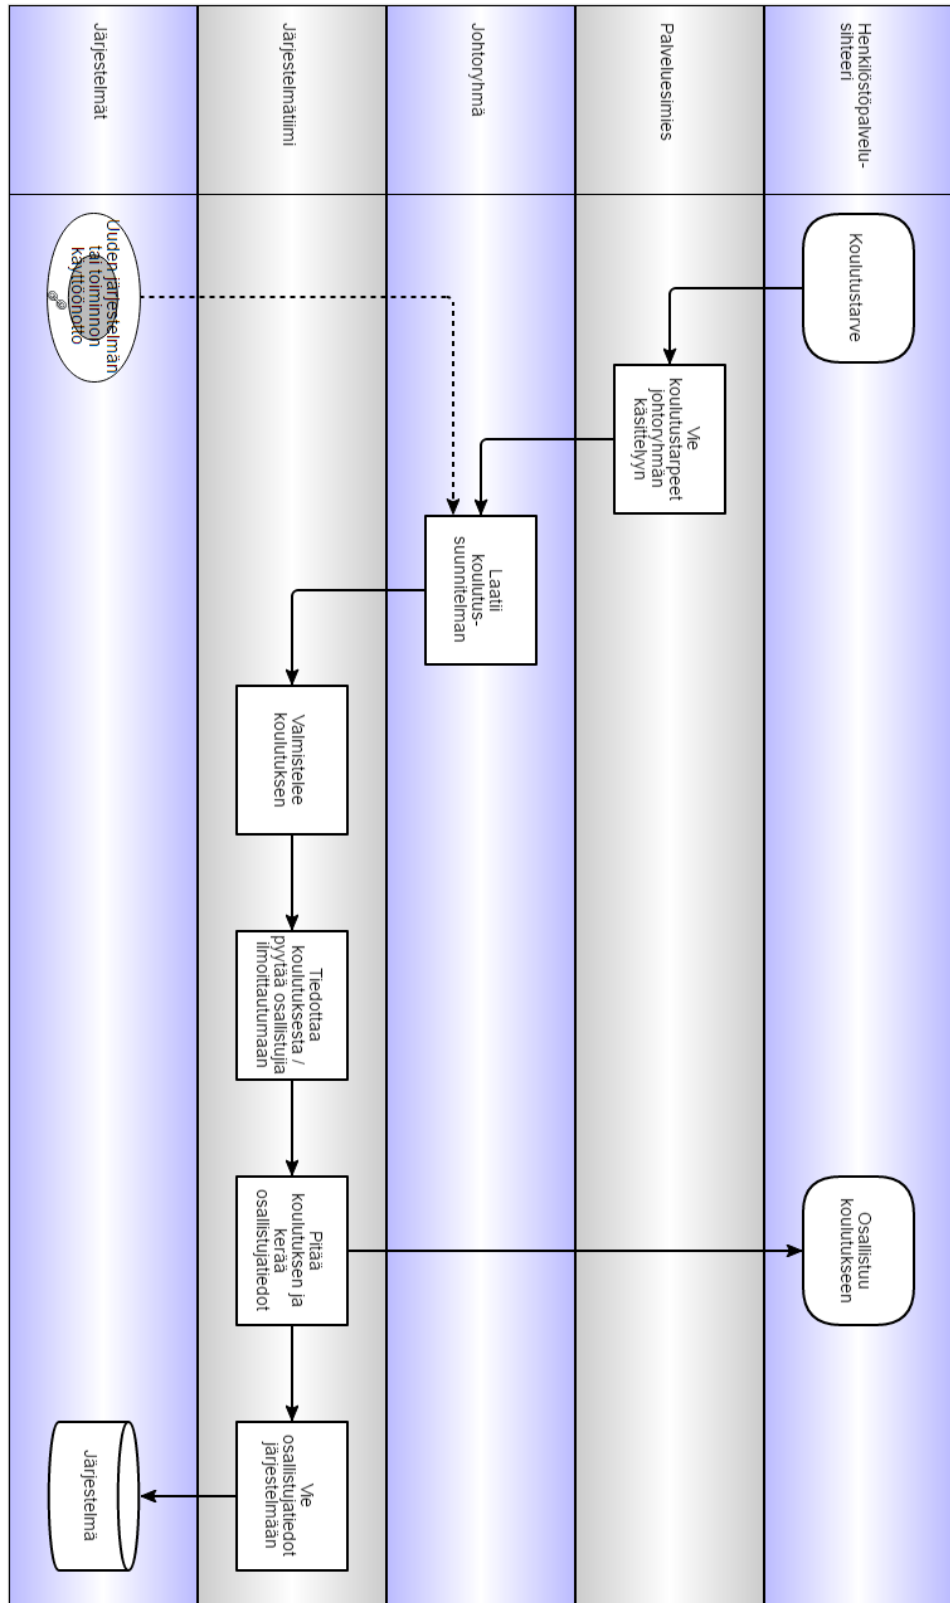 Henkilöstöpalvelu-
sihteeri
Koulutustarve
Osallistuu
koulutukseen
Palveluesimies
Vie
koulutustarpeet
johtoryhmän
käsittelyyn
Johtoryhmä
Laatii
koulutus-
suunnitelman
Järjestelmätiimi
Valmistelee
koulutuksen
Tiedottaa
koulutuksesta /
pyytää osallistujia
ilmoittautumaan
Pitää
koulutuksen ja
kerää
osallistujatiedot
Vie
osallistujatiedot
järjestelmään
Järjestelmät
Uuden järjestelmän
tai toiminnon
käyttöönotto
Järjestelmä